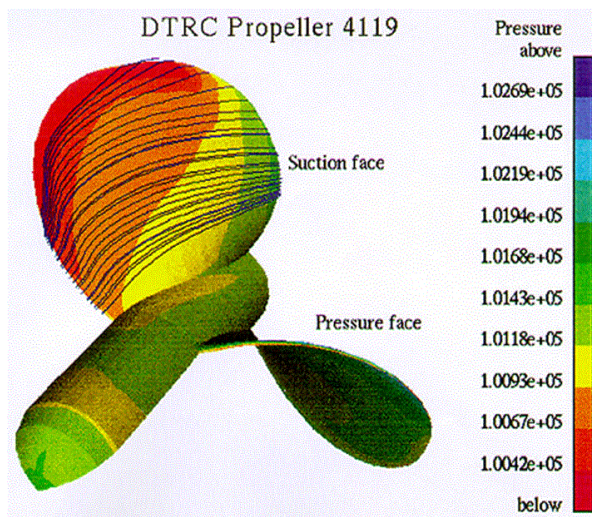 DTRC Propeller 4119
Pressure
above
1.0269e+05
1.0244e+05
1.0219e+05
1.0194e+05
1.0168e+05
1.0143e+05
1.0118e+05
1.0093e+05
1.0067e+05
1.0042e+05
below
Suction face
Pressure face